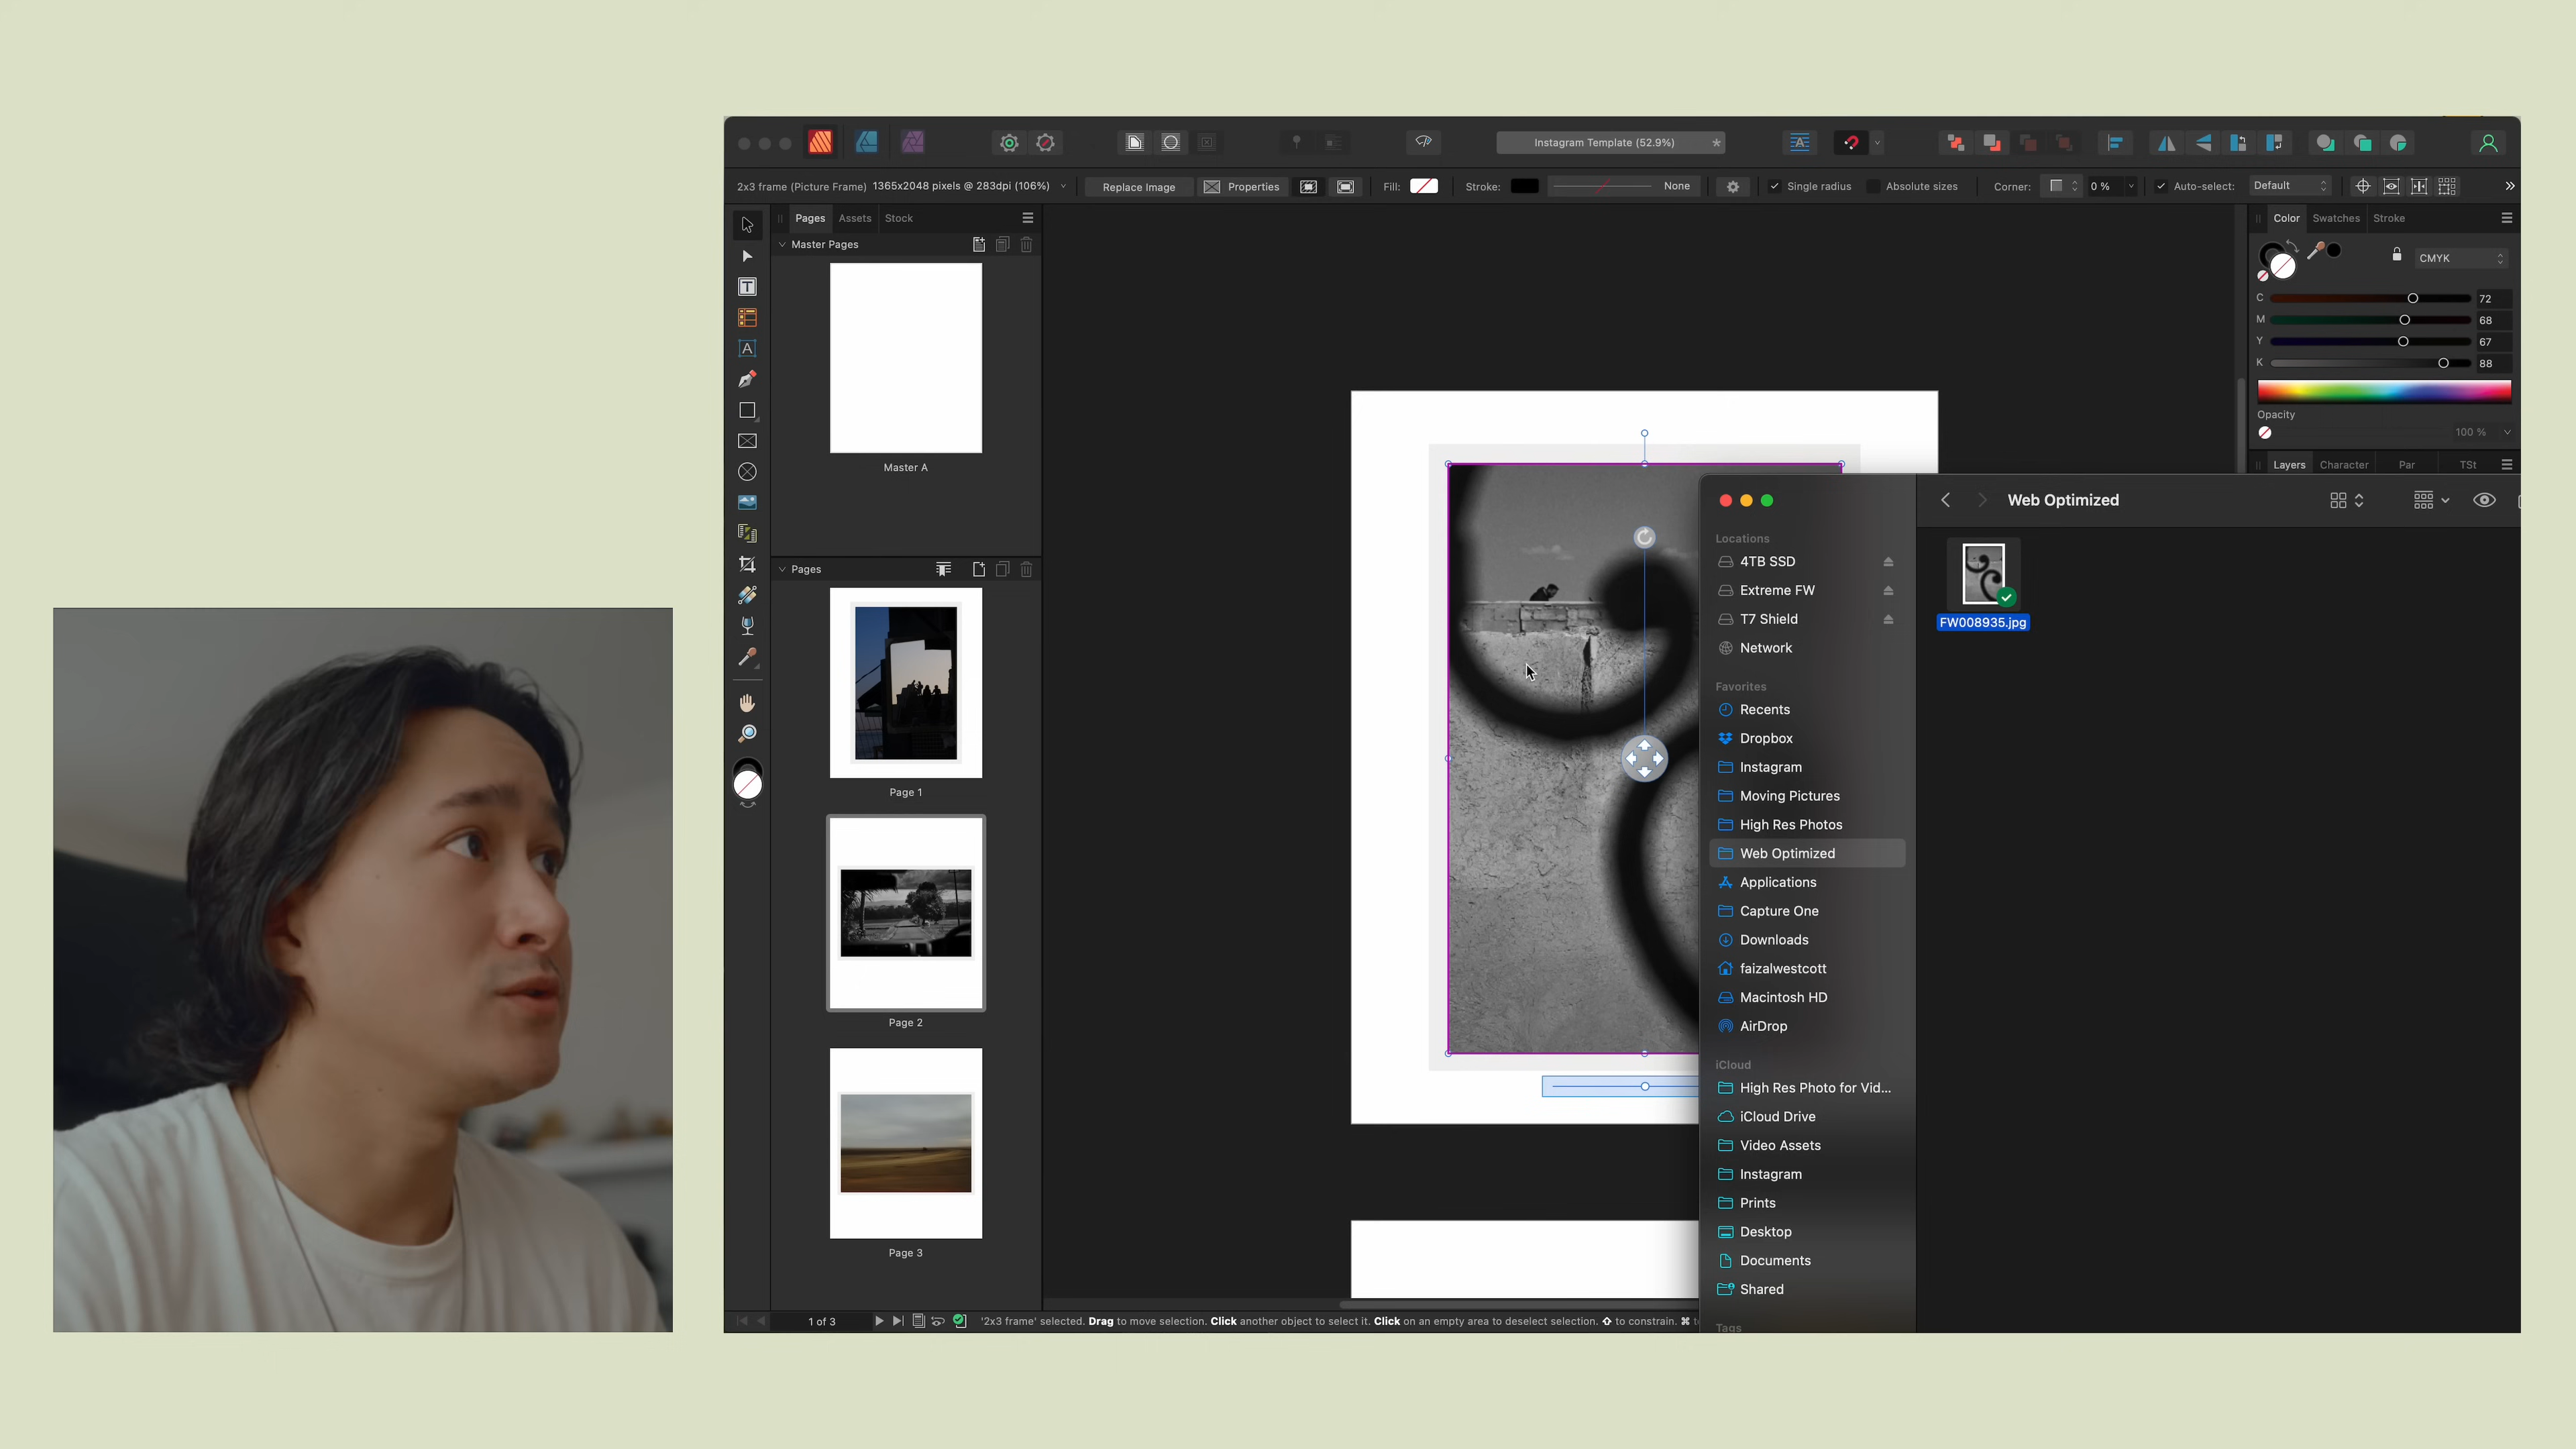 Instagram Template (52.9%)
*
2x3 frame (Picture Frame) 1365x2048 pixels @ 283dpi (106%)
Replace Image
Properties
Fill:
Stroke:
None
Single radius
Absolute sizes
Corner:
0 %
Auto-select:
Default
Pages
Assets
Stock
Master Pages
Master A
Pages
Page 1
Page 2
Page 3
Color
Swatches
Stroke
CMYK
C
72
M
68
Y
67
K
88
Opacity
100 %
Layers
Character
Par
TSt
Web Optimized
Locations
4TB SSD
Extreme FW
T7 Shield
Network
FW008935.jpg
Favorites
Recents
Dropbox
Instagram
Moving Pictures
High Res Photos
Web Optimized
Applications
Capture One
Downloads
faizalwestcott
Macintosh HD
AirDrop
iCloud
High Res Photo for Vid...
iCloud Drive
Video Assets
Instagram
Prints
Desktop
Documents
Shared
Tags
1 of 3
'2x3 frame' selected. Drag to move selection. Click another object to select it. Click on an empty area to deselect selection. ⇧ to constrain. ⌘